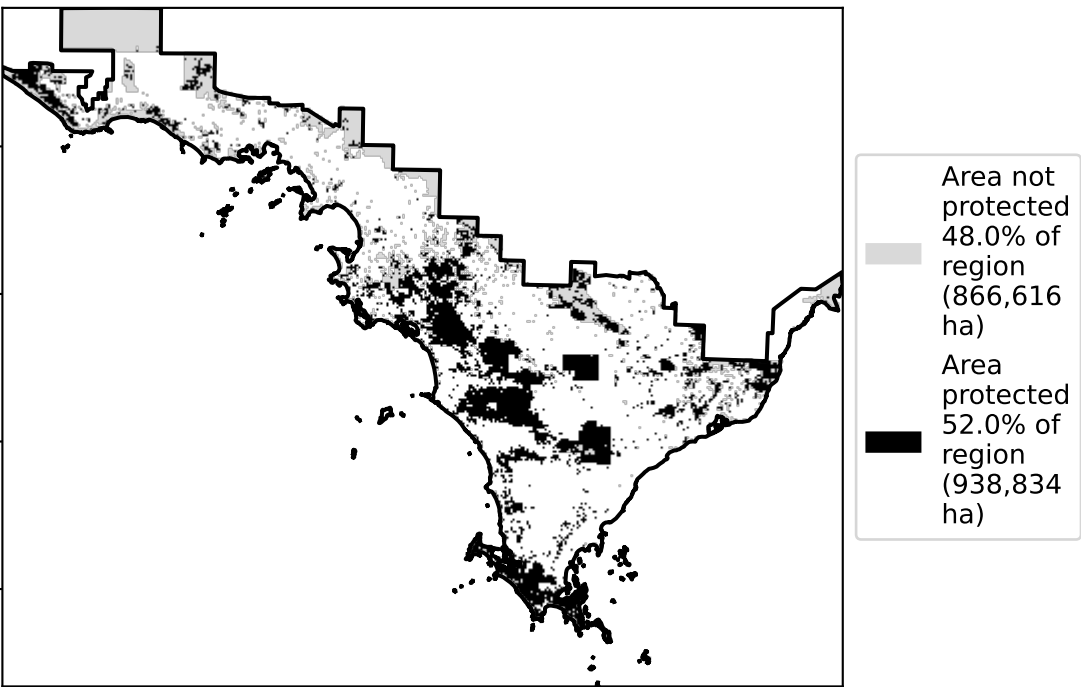 Area not
protected
48.0% of
region
(866,616
ha)
Area
protected
52.0% of
region
(938,834
ha)